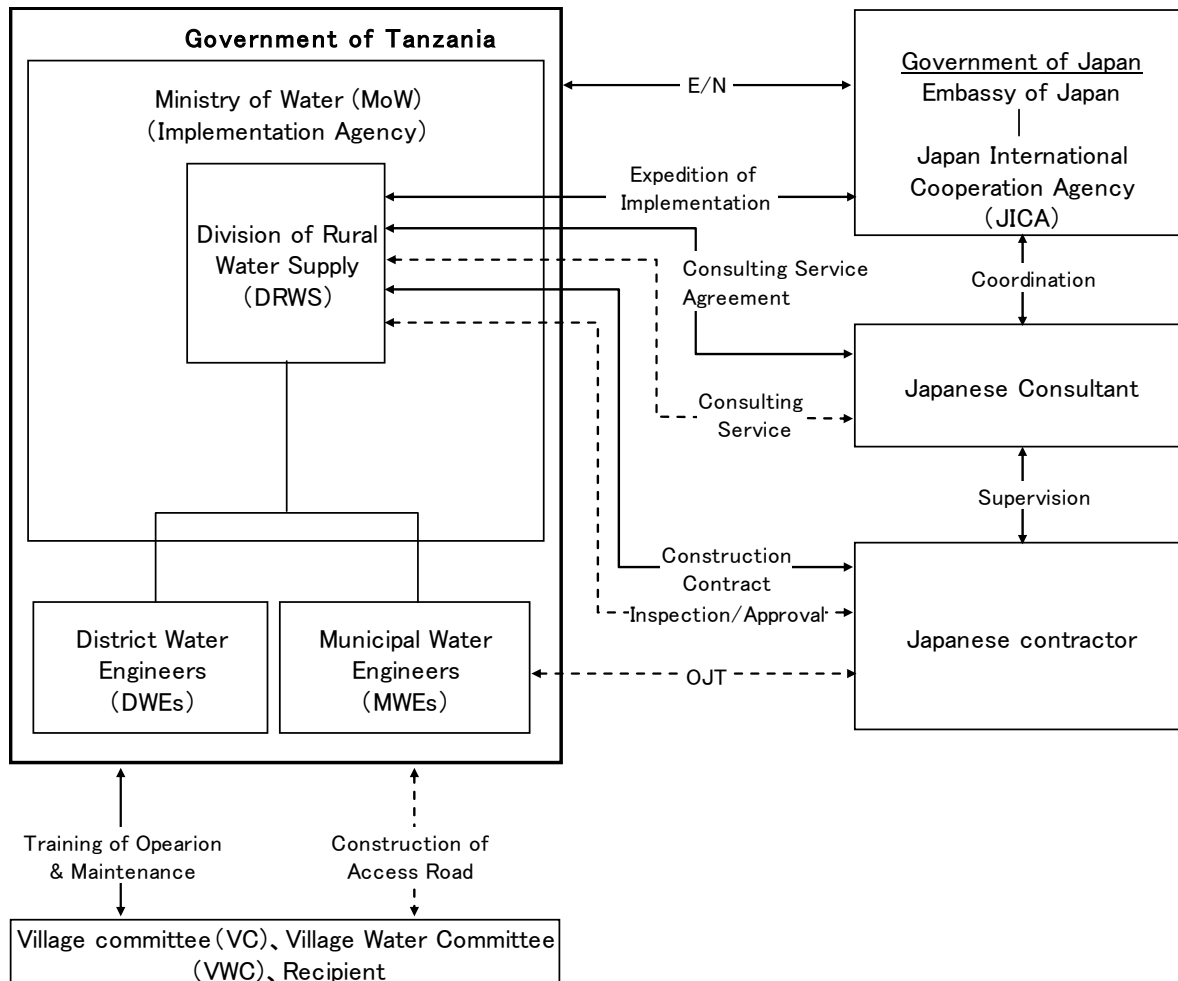 Government of Tanzania
Ministry of Water (MoW)
(Implementation Agency)
Division of Rural
Water Supply
(DRWS)
District Water
Engineers
(DWEs)
Municipal Water
Engineers
(MWEs)
E/N
Expedition of
Implementation
Consulting Service
Agreement
Consulting
Service
Construction
Contract
Inspection/Approval
OJT
Government of Japan
Embassy of Japan
Japan International
Cooperation Agency
(JICA)
Coordination
Japanese Consultant
Supervision
Japanese contractor
Training of Opearion
& Maintenance
Construction of
Access Road
Village committee(VC)、Village Water Committee
(VWC)、Recipient